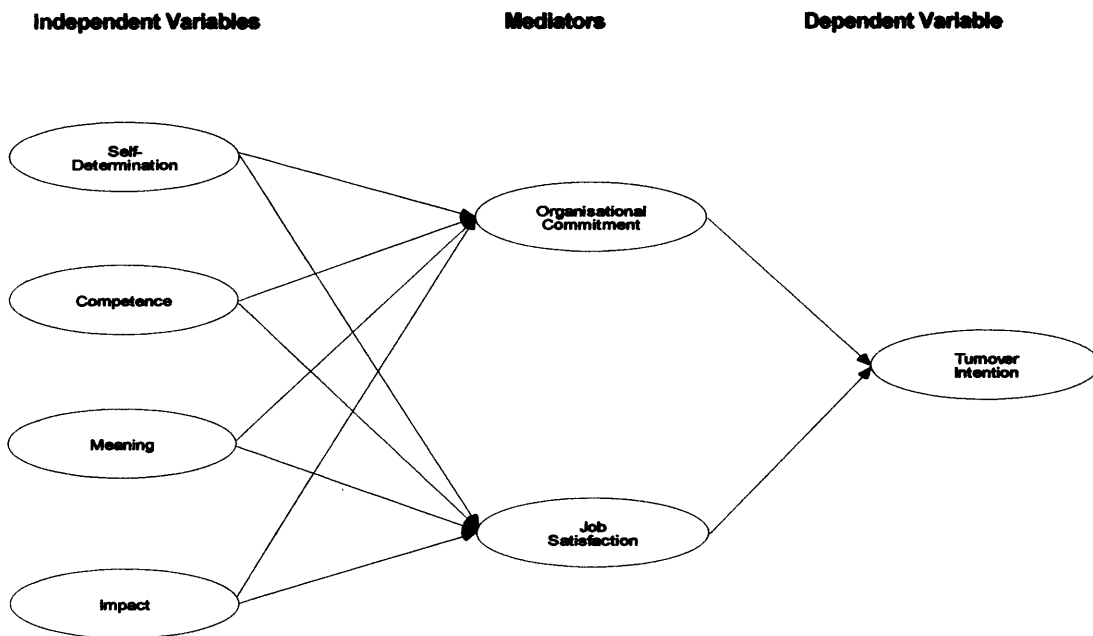 Independent Variables
Mediators
Dependent Variable
Self-
Determination
Organisational
Commitment
Competence
Turnover
Intention
Meaning
Job
Satisfaction
Impact